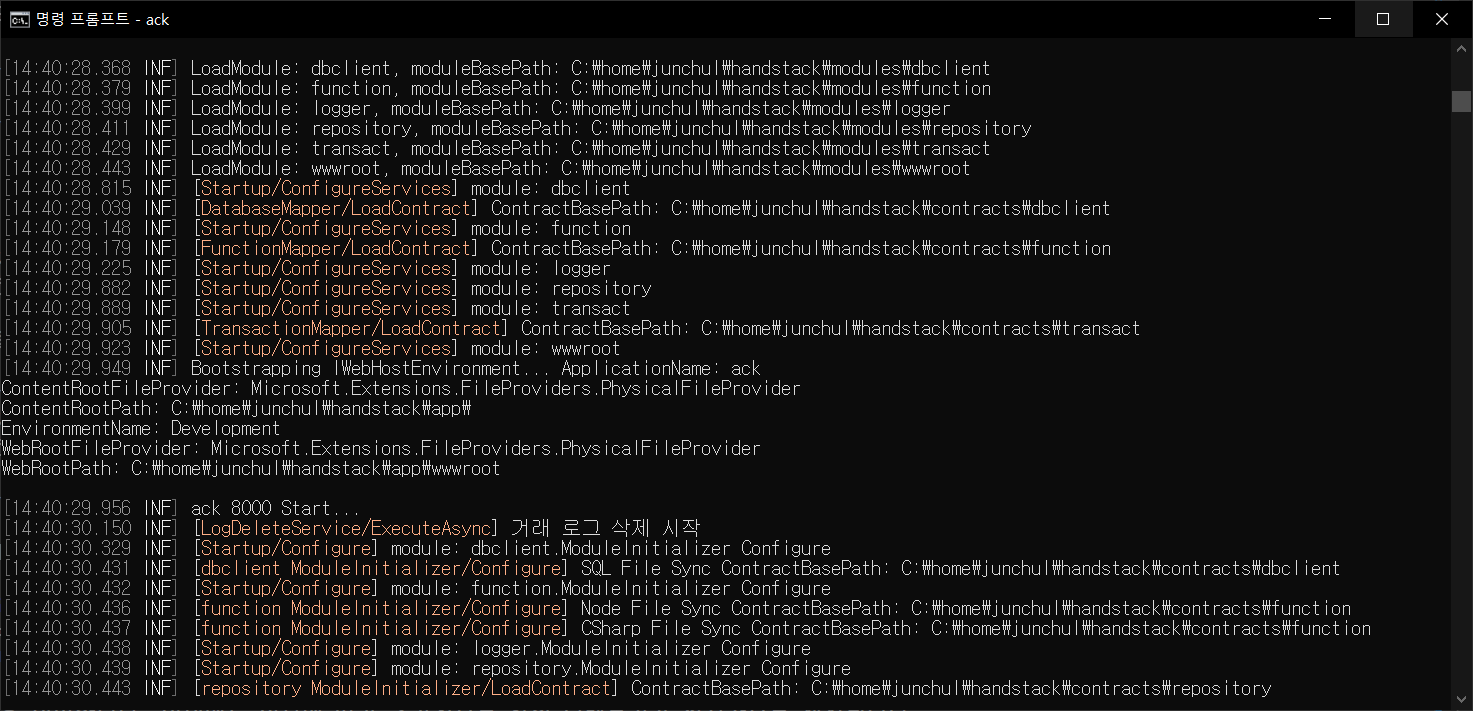 명령 프롬프트 - ack
[14:40:28.368 INF] LoadModule: dbclient, moduleBasePath: C:₩home₩junchul₩handstack₩modules₩dbclient
[14:40:28.379 INF] LoadModule: function, moduleBasePath: C:₩home₩junchul₩handstack₩modules₩function
[14:40:28.399 INF] LoadModule: logger, moduleBasePath: C:₩home₩junchul₩handstack₩modules₩logger
[14:40:28.411 INF] LoadModule: repository, moduleBasePath: C:₩home₩junchul₩handstack₩modules₩repository
[14:40:28.429 INF] LoadModule: transact, moduleBasePath: C:₩home₩junchul₩handstack₩modules₩transact
[14:40:28.443 INF] LoadModule: wwwroot, moduleBasePath: C:₩home₩junchul₩handstack₩modules₩wwwroot
[14:40:28.815 INF] [Startup/ConfigureServices] module: dbclient
[14:40:29.039 INF] [DatabaseMapper/LoadContract] ContractBasePath: C:₩home₩junchul₩handstack₩contracts₩dbclient
[14:40:29.148 INF] [Startup/ConfigureServices] module: function
[14:40:29.179 INF] [FunctionMapper/LoadContract] ContractBasePath: C:₩home₩junchul₩handstack₩contracts₩function
[14:40:29.225 INF] [Startup/ConfigureServices] module: logger
[14:40:29.882 INF] [Startup/ConfigureServices] module: repository
[14:40:29.889 INF] [Startup/ConfigureServices] module: transact
[14:40:29.905 INF] [TransactionMapper/LoadContract] ContractBasePath: C:₩home₩junchul₩handstack₩contracts₩transact
[14:40:29.923 INF] [Startup/ConfigureServices] module: wwwroot
[14:40:29.949 INF] Bootstrapping IWebHostEnvironment... ApplicationName: ack
ContentRootFileProvider: Microsoft.Extensions.FileProviders.PhysicalFileProvider
ContentRootPath: C:₩home₩junchul₩handstack₩app₩
EnvironmentName: Development
WebRootFileProvider: Microsoft.Extensions.FileProviders.PhysicalFileProvider
WebRootPath: C:₩home₩junchul₩handstack₩app₩wwwroot
[14:40:29.956 INF] ack 8000 Start...
[14:40:30.150 INF] [LogDeleteService/ExecuteAsync] 거래 로그 삭제 시작
[14:40:30.329 INF] [Startup/Configure] module: dbclient.ModuleInitializer Configure
[14:40:30.431 INF] [dbclient ModuleInitializer/Configure] SQL File Sync ContractBasePath: C:₩home₩junchul₩handstack₩contracts₩dbclient
[14:40:30.432 INF] [Startup/Configure] module: function.ModuleInitializer Configure
[14:40:30.436 INF] [function ModuleInitializer/Configure] Node File Sync ContractBasePath: C:₩home₩junchul₩handstack₩contracts₩function
[14:40:30.437 INF] [function ModuleInitializer/Configure] CSharp File Sync ContractBasePath: C:₩home₩junchul₩handstack₩contracts₩function
[14:40:30.438 INF] [Startup/Configure] module: logger.ModuleInitializer Configure
[14:40:30.439 INF] [Startup/Configure] module: repository.ModuleInitializer Configure
[14:40:30.443 INF] [repository ModuleInitializer/LoadContract] ContractBasePath: C:₩home₩junchul₩handstack₩contracts₩repository